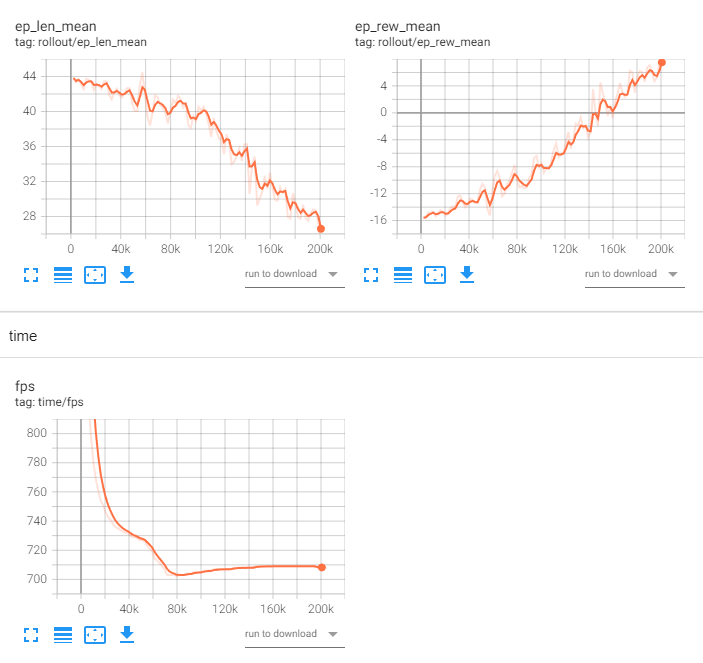 ep_len_mean
tag: rollout/ep_len_mean
44
40
36
32
28
0 40k 80k 120k 160k 200k
run to download
ep_rew_mean
tag: rollout/ep_rew_mean
4
0
-4
-8
-12
-16
0 40k 80k 120k 160k 200k
run to download
time
fps
tag: time/fps
800
780
760
740
720
700
0 40k 80k 120k 160k 200k
run to download